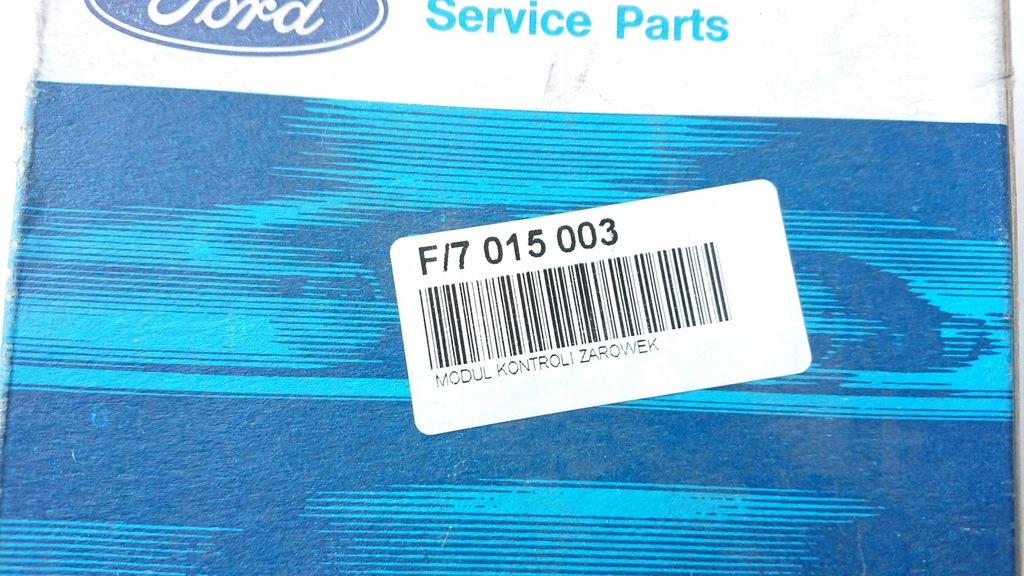 Ford
Service Parts
F/7 015 003
MODUL KONTROLI ZAROWEK